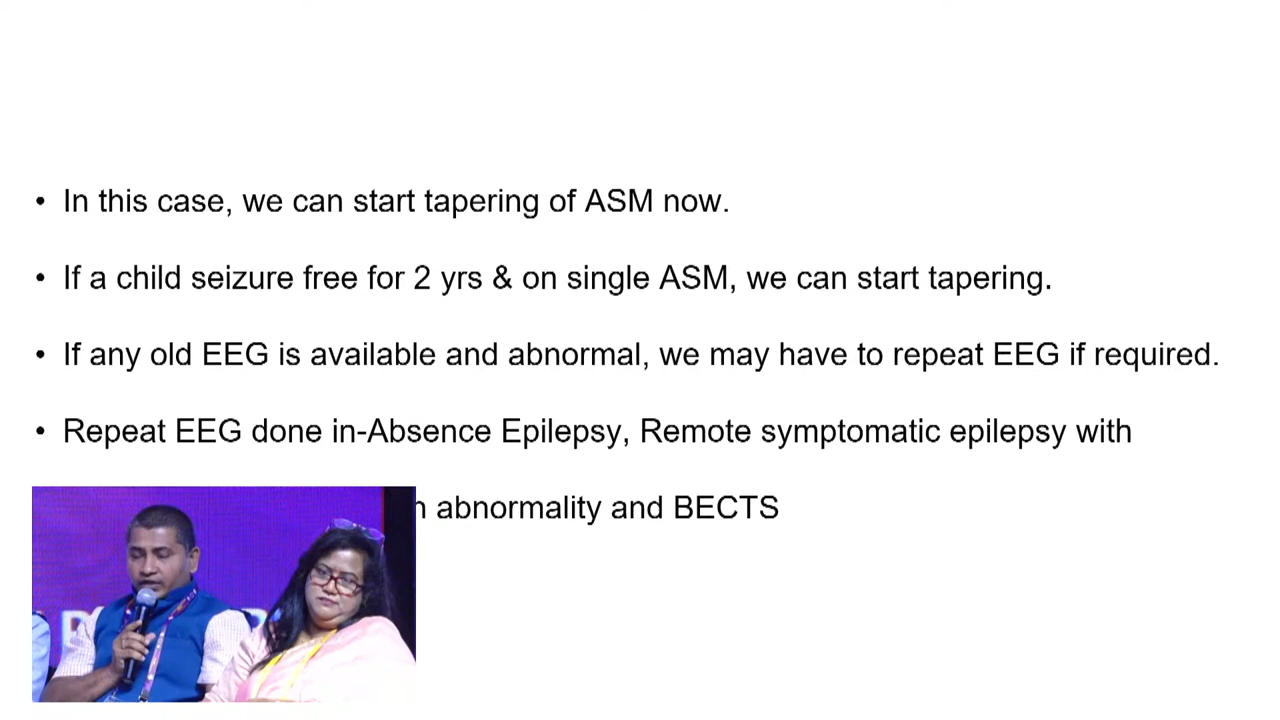 • In this case, we can start tapering of ASM now.
• If a child seizure free for 2 yrs & on single ASM, we can start tapering.
• If any old EEG is available and abnormal, we may have to repeat EEG if required.
• Repeat EEG done in-Absence Epilepsy, Remote symptomatic epilepsy with
abnormality and BECTS